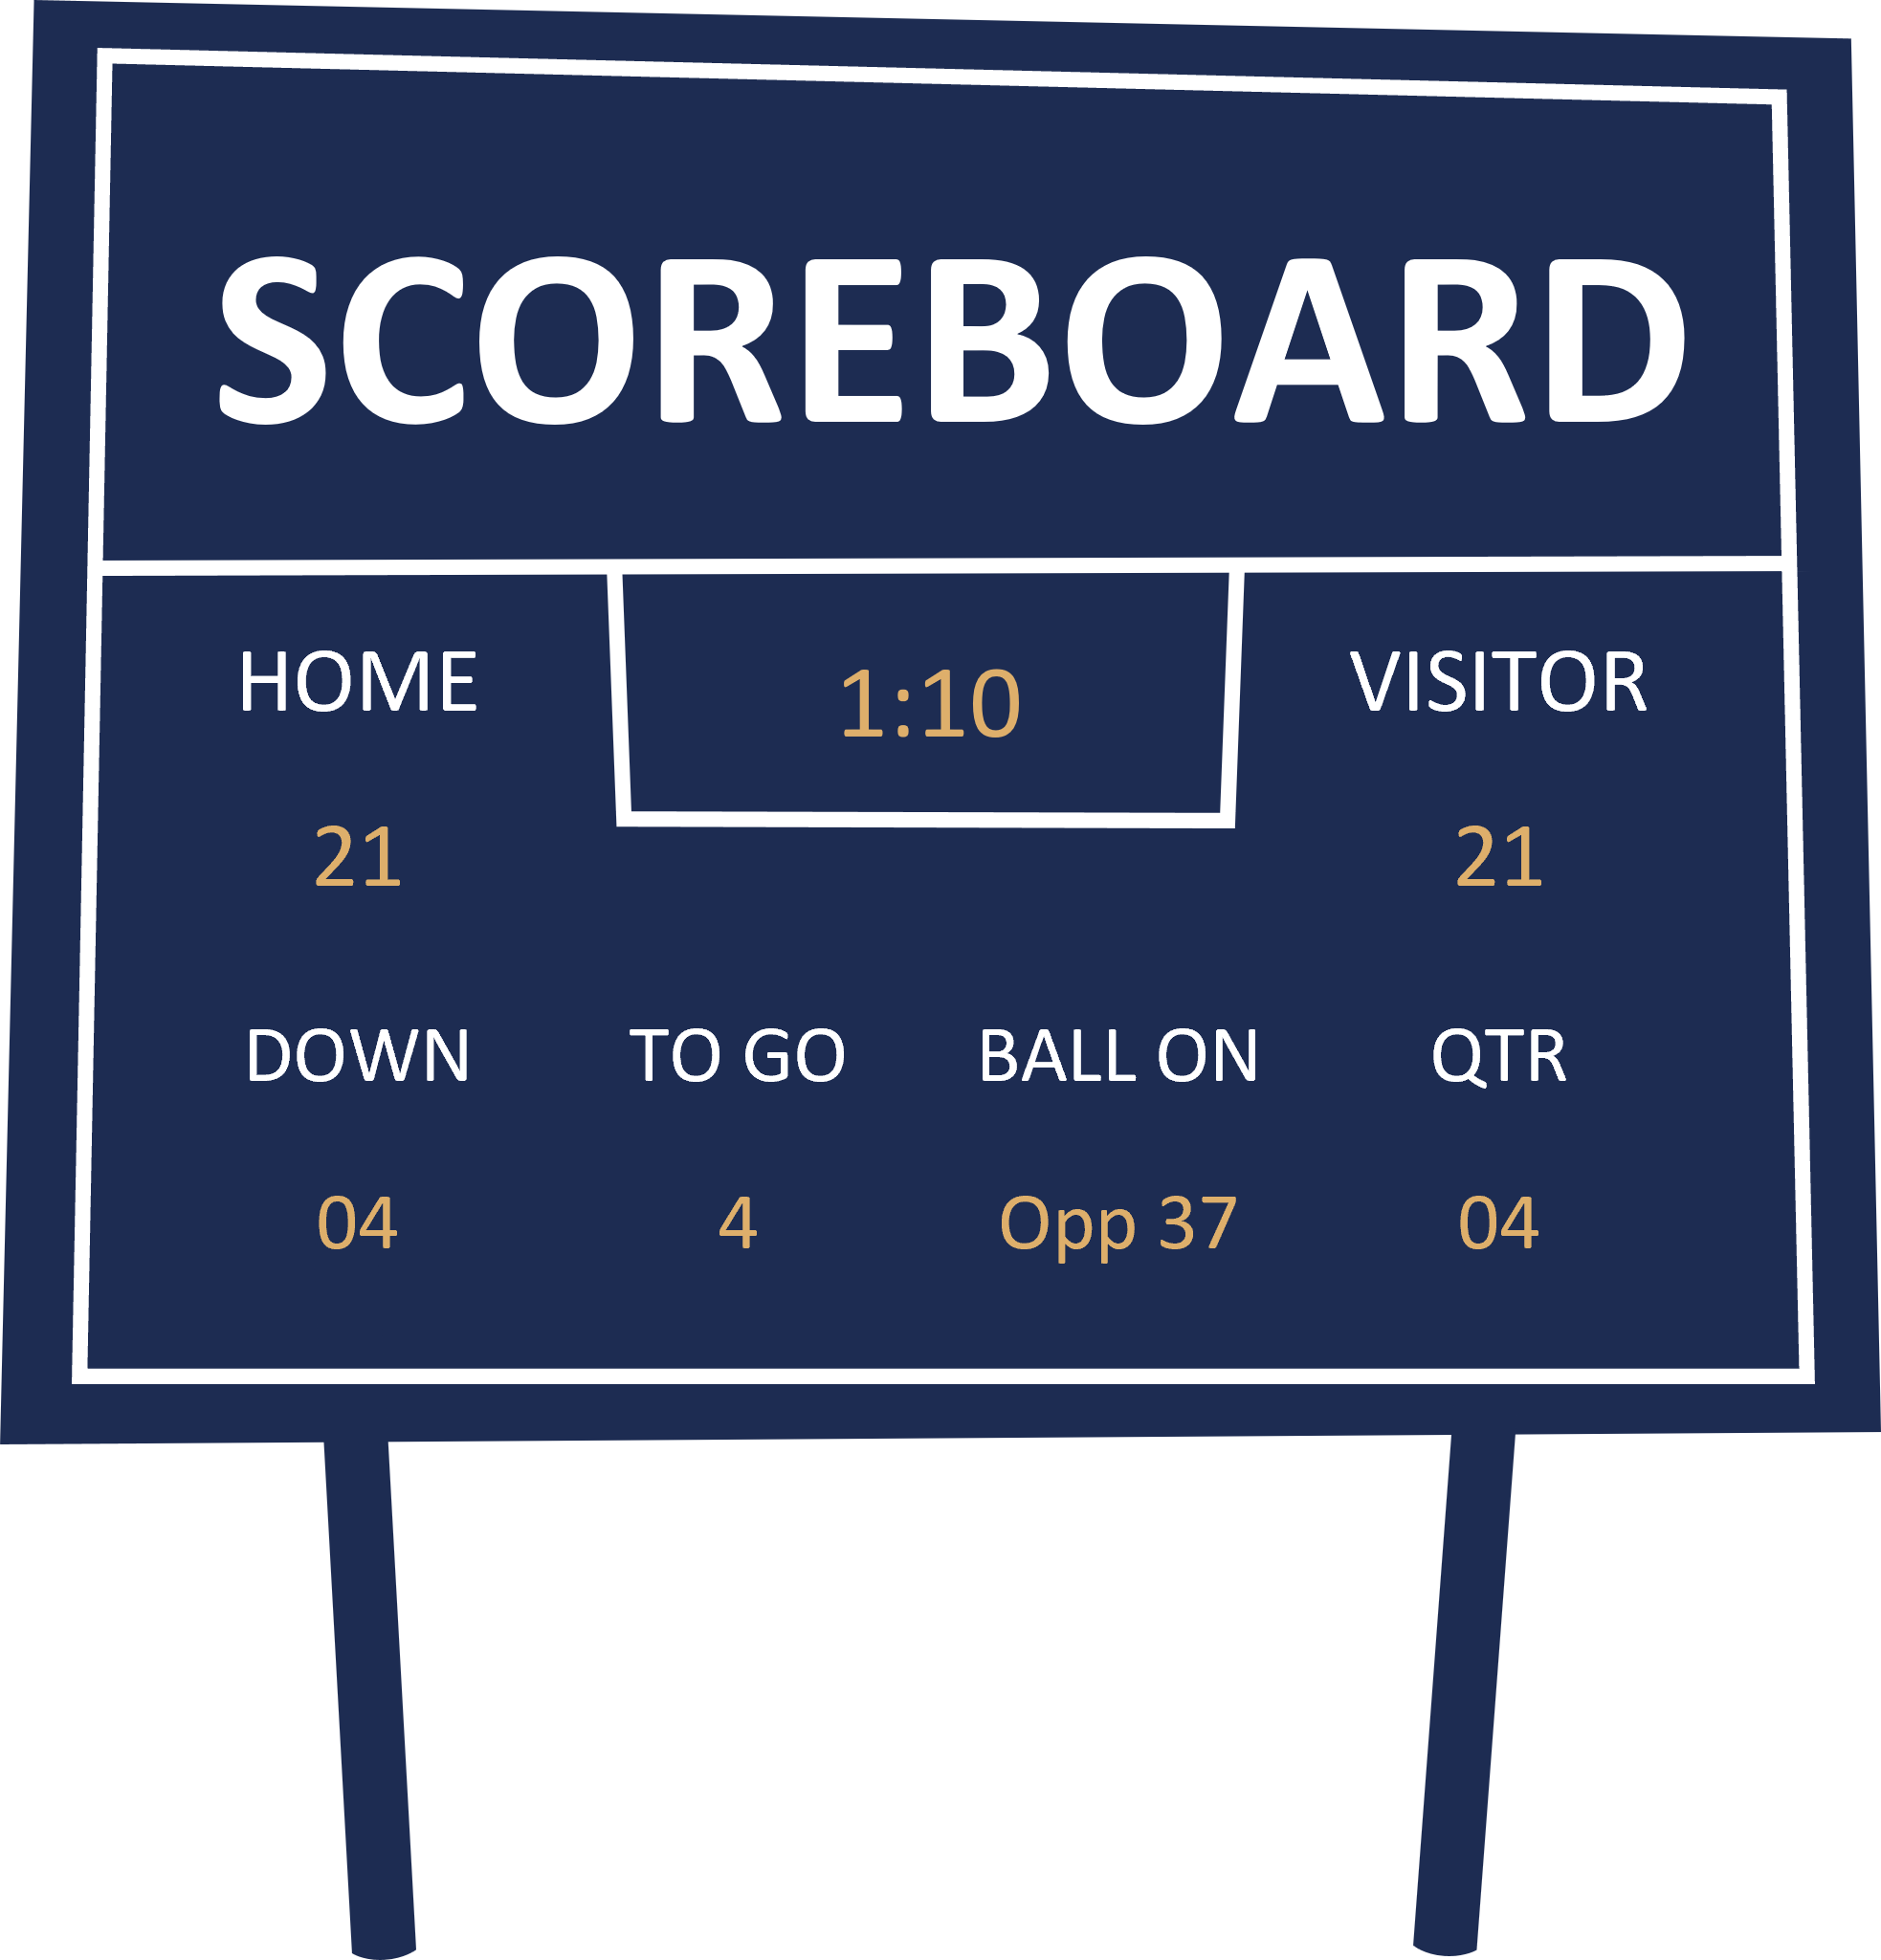 SCOREBOARD
HOME 1:10 VISITOR
21 21
DOWN TO GO BALL ON QTR
04 4 Opp 37 04